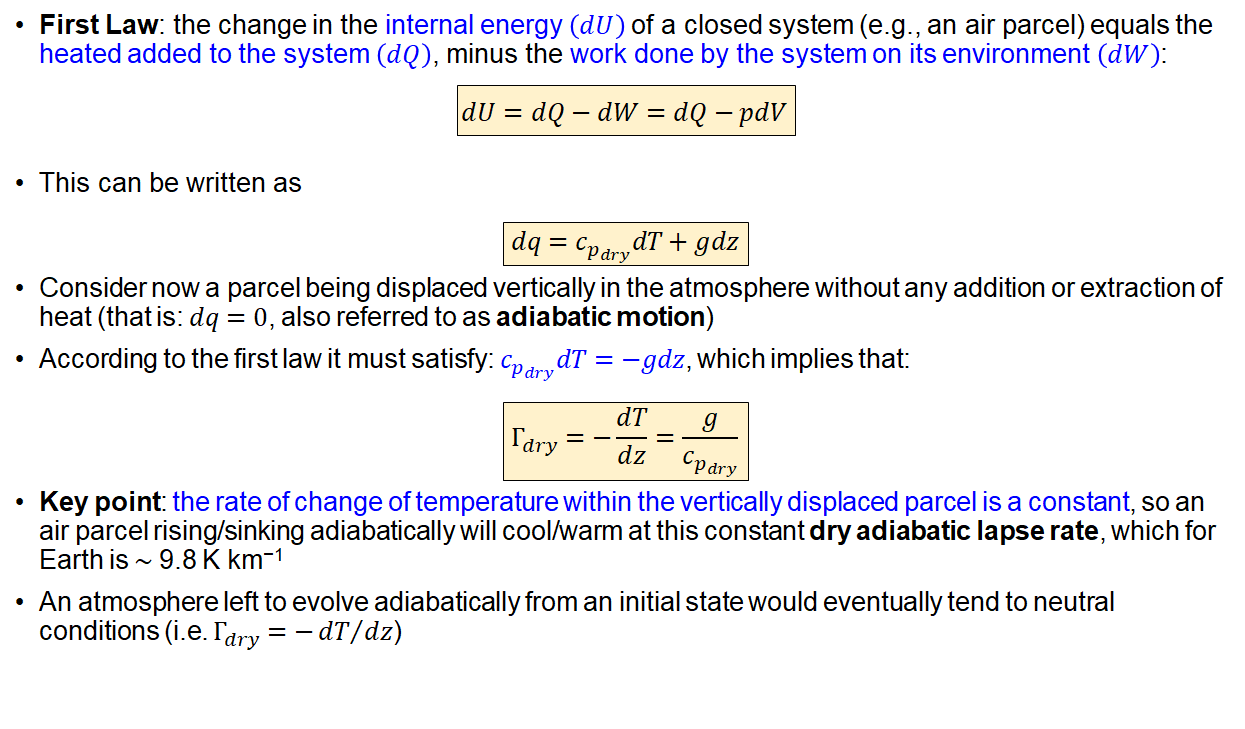 • First Law: the change in the internal energy (dU) of a closed system (e.g., an air parcel) equals the
heated added to the system (dQ), minus the work done by the system on its environment (dW):
dU = dQ − dW = dQ − pdV
• This can be written as
dq = c_{p_{dry}}dT + gdz
• Consider now a parcel being displaced vertically in the atmosphere without any addition or extraction of
heat (that is: dq = 0, also referred to as adiabatic motion)
• According to the first law it must satisfy: c_{p_{dry}}dT = −gdz, which implies that:
Γ_{dry} = −\frac{dT}{dz} = \frac{g}{c_{p_{dry}}}
• Key point: the rate of change of temperature within the vertically displaced parcel is a constant, so an
air parcel rising/sinking adiabatically will cool/warm at this constant dry adiabatic lapse rate, which for
Earth is ~ 9.8 K km⁻¹
• An atmosphere left to evolve adiabatically from an initial state would eventually tend to neutral
conditions (i.e. Γ_{dry} = − dT/dz)